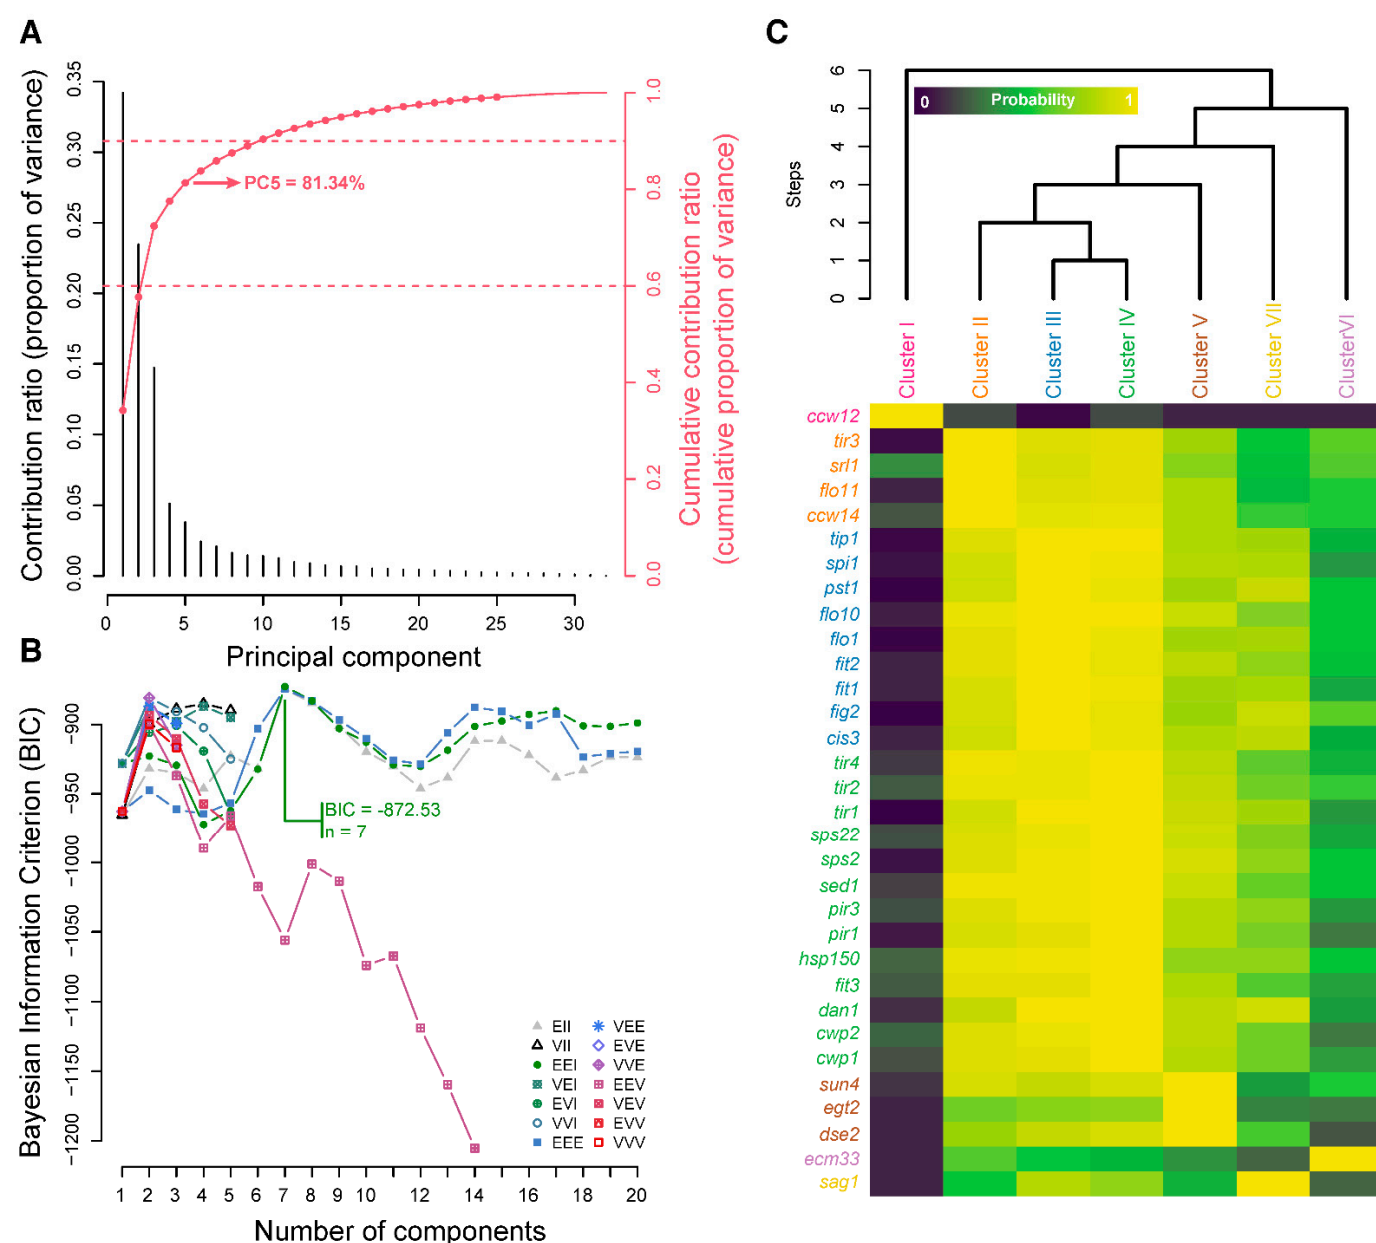 A
Contribution ratio (proportion of variance)
0.35
0.30
0.25
0.20
0.15
0.10
0.05
0.00
PC5 = 81.34%
1.0
0.8
0.6
0.4
0.2
0.0
Cumulative contribution ratio
(cumulative proportion of variance)
0 5 10 15 20 25 30
Principal component
B
Bayesian Information Criterion (BIC)
−900
−950
−1000
−1050
−1100
−1150
−1200
BIC = -872.53
n = 7
EII VEE
VII EVE
EEI VVE
VEI EEV
EVI VEV
VVI EVV
EEE VVV
1 2 3 4 5 6 7 8 10 12 14 16 18 20
Number of components
C
Steps
6
5
4
3
2
1
0
0 Probability 1
Cluster I
Cluster II
Cluster III
Cluster IV
Cluster V
Cluster VII
ClusterVI
ccw12
tir3
srl1
flo11
ccw14
tip1
spi1
pst1
flo10
flo1
fit2
fit1
fig2
cis3
tir4
tir2
tir1
sps22
sps2
sed1
pir3
pir1
hsp150
fit3
dan1
cwp2
cwp1
sun4
egt2
dse2
ecm33
sag1